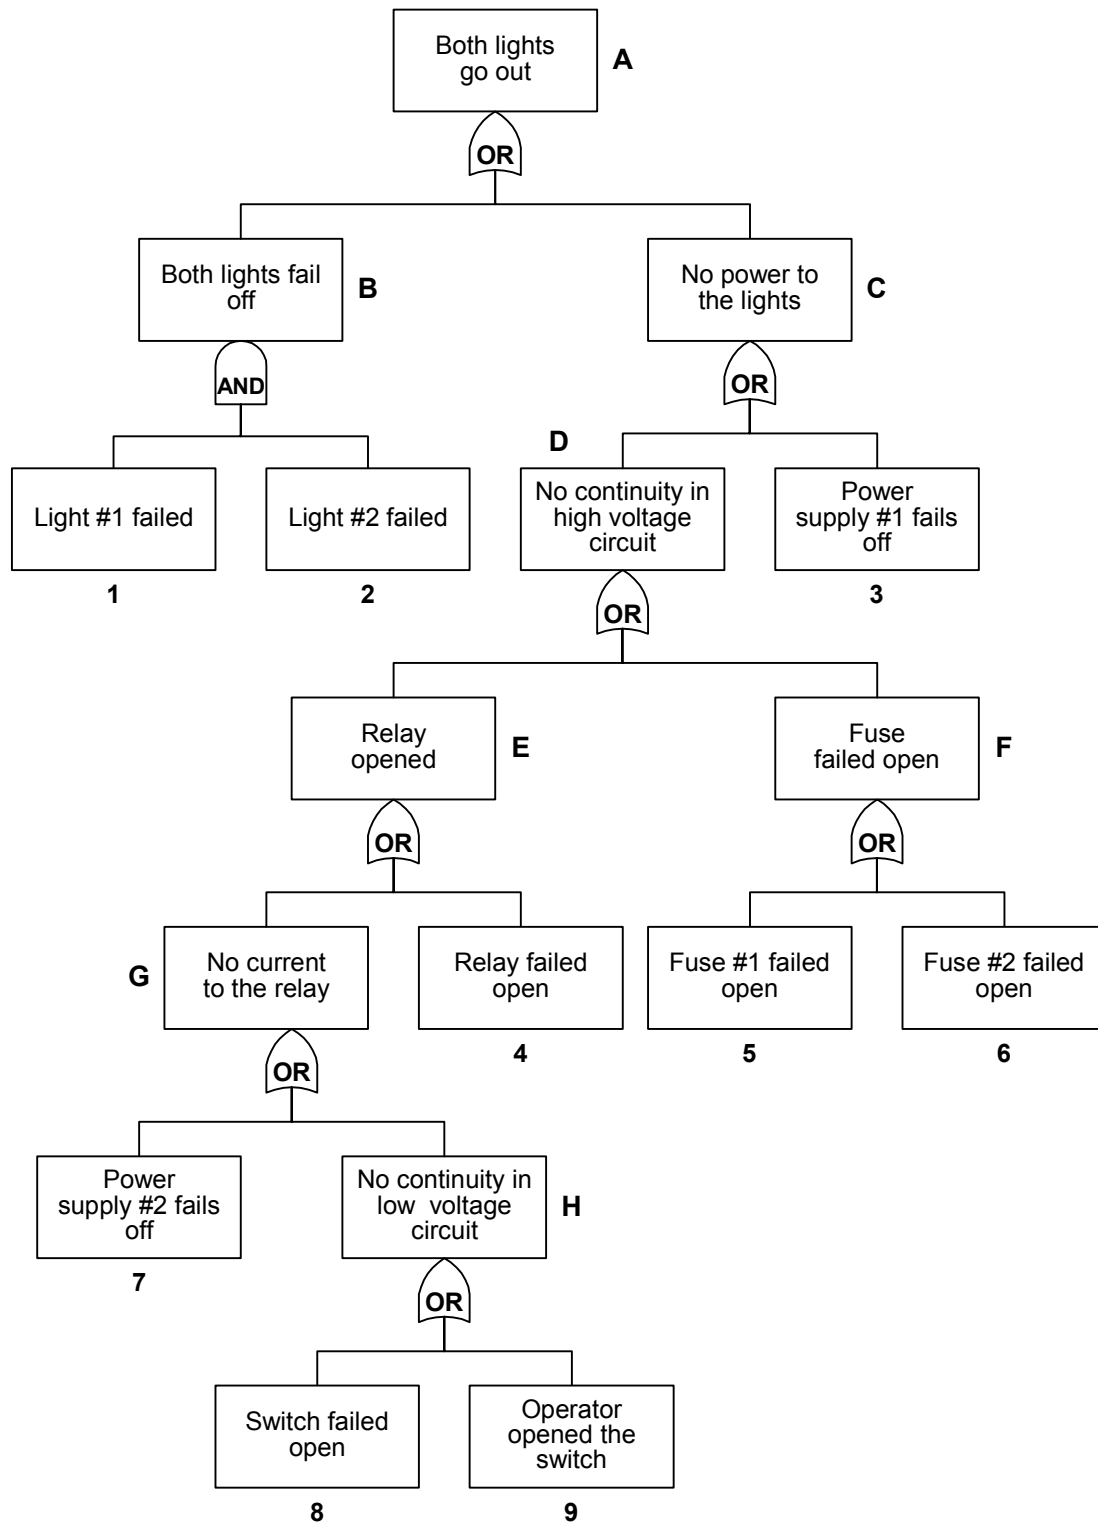 Both lights
go out
A
OR
Both lights fail
off
B
No power to
the lights
C
AND
OR
D
Light #1 failed
1
Light #2 failed
2
No continuity in
high voltage
circuit
Power
supply #1 fails
off
3
OR
Relay
opened
E
Fuse
failed open
F
OR
OR
G
No current
to the relay
Relay failed
open
4
Fuse #1 failed
open
5
Fuse #2 failed
open
6
OR
Power
supply #2 fails
off
7
No continuity in
low voltage
circuit
H
OR
Switch failed
open
8
Operator
opened the
switch
9